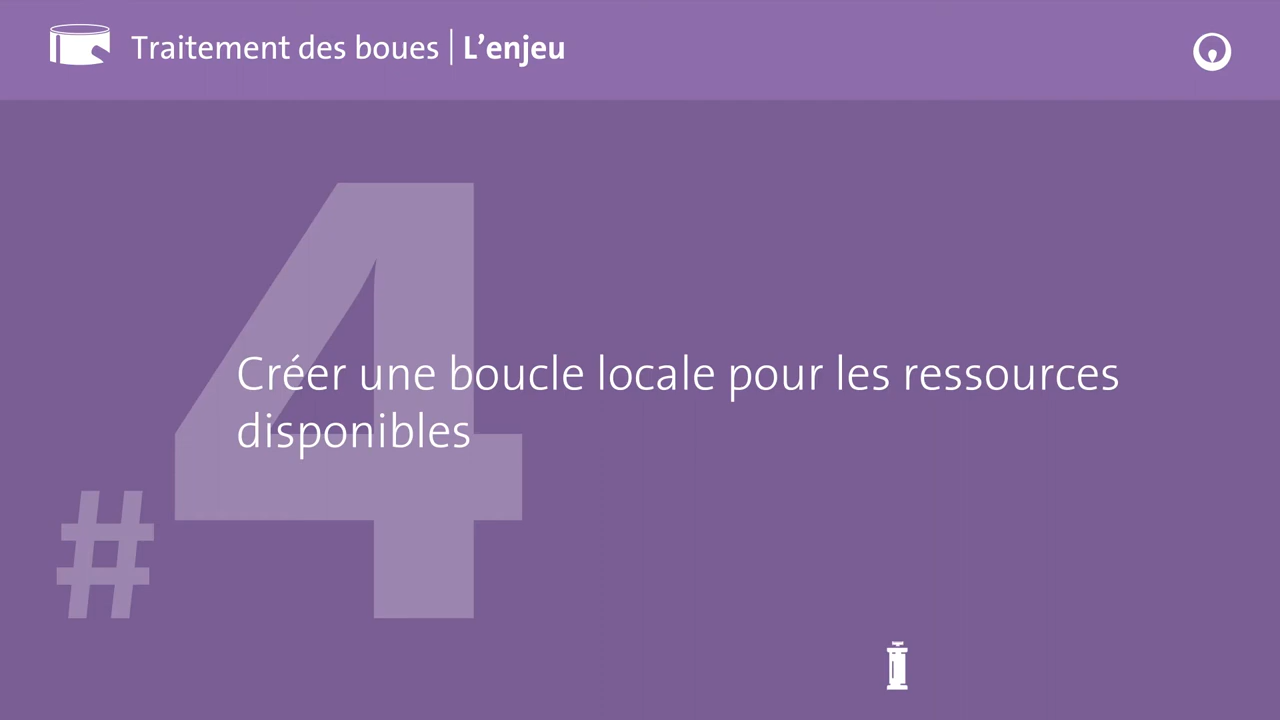 Traitement des boues | L’enjeu
#4
Créer une boucle locale pour les ressources
disponibles